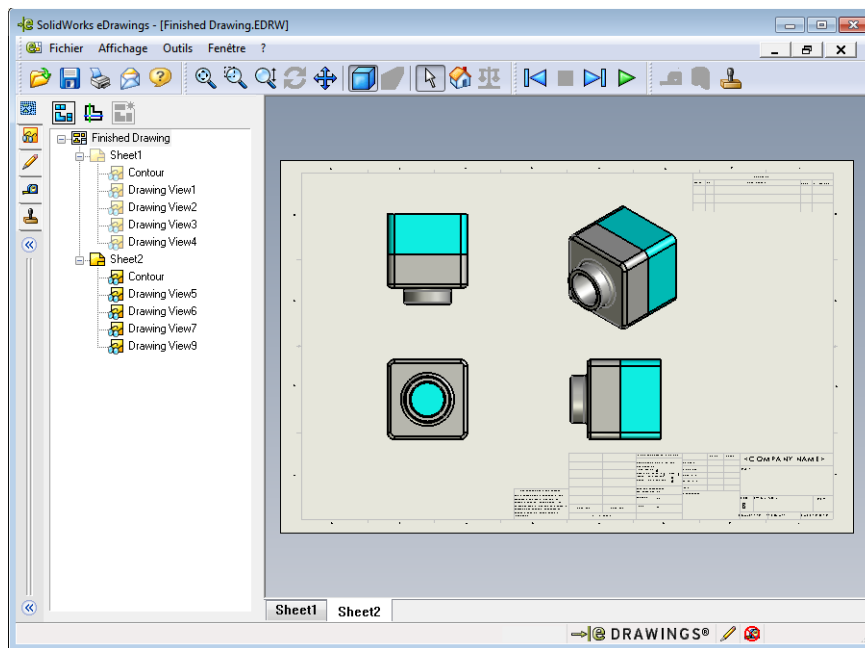 SolidWorks eDrawings - [Finished Drawing.EDRW]
Fichier Affichage Outils Fenêtre ?
Finished Drawing
Sheet1
Contour
Drawing View1
Drawing View2
Drawing View3
Drawing View4
Sheet2
Contour
Drawing View5
Drawing View6
Drawing View7
Drawing View9
<COMPANY NAME>
Sheet1 Sheet2
e DRAWINGS®